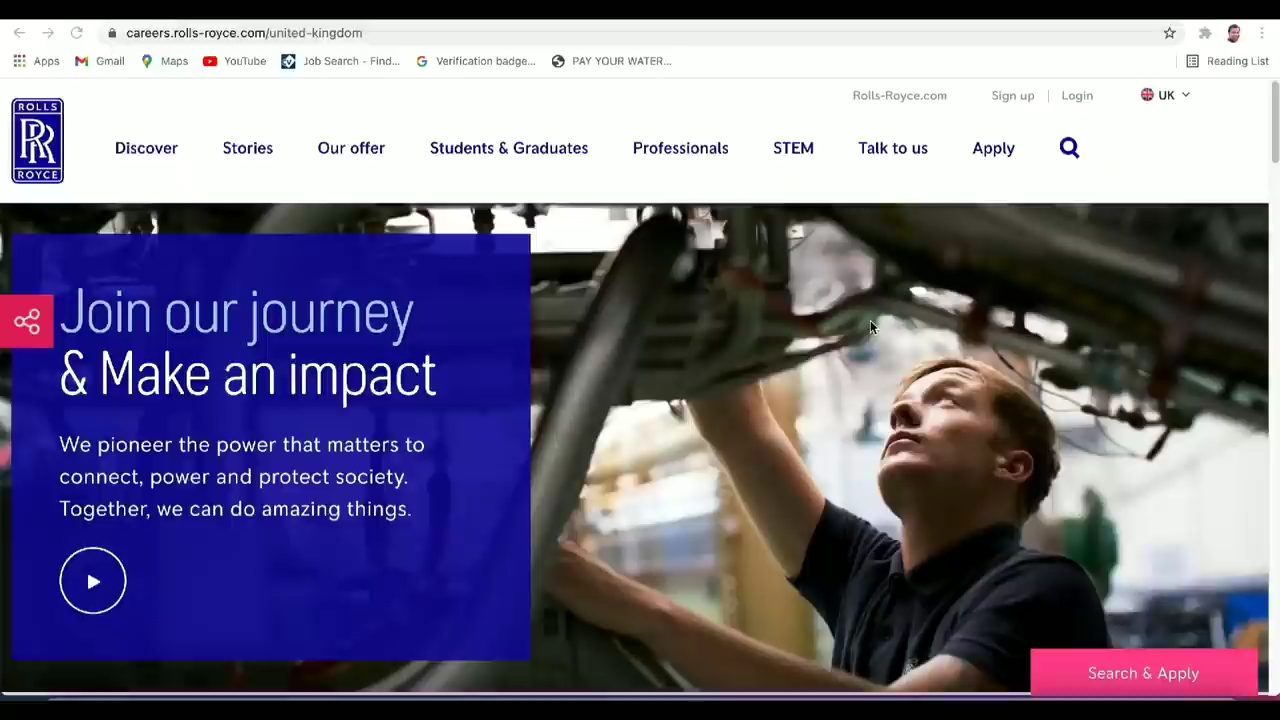 careers.rolls-royce.com/united-kingdom
Apps Gmail Maps YouTube Job Search - Find... Verification badge... PAY YOUR WATER... Reading List
Rolls-Royce.com Sign up Login UK
ROLLS
RR
ROYCE
Discover Stories Our offer Students & Graduates Professionals STEM Talk to us Apply
Join our journey
& Make an impact
We pioneer the power that matters to
connect, power and protect society.
Together, we can do amazing things.
Search & Apply